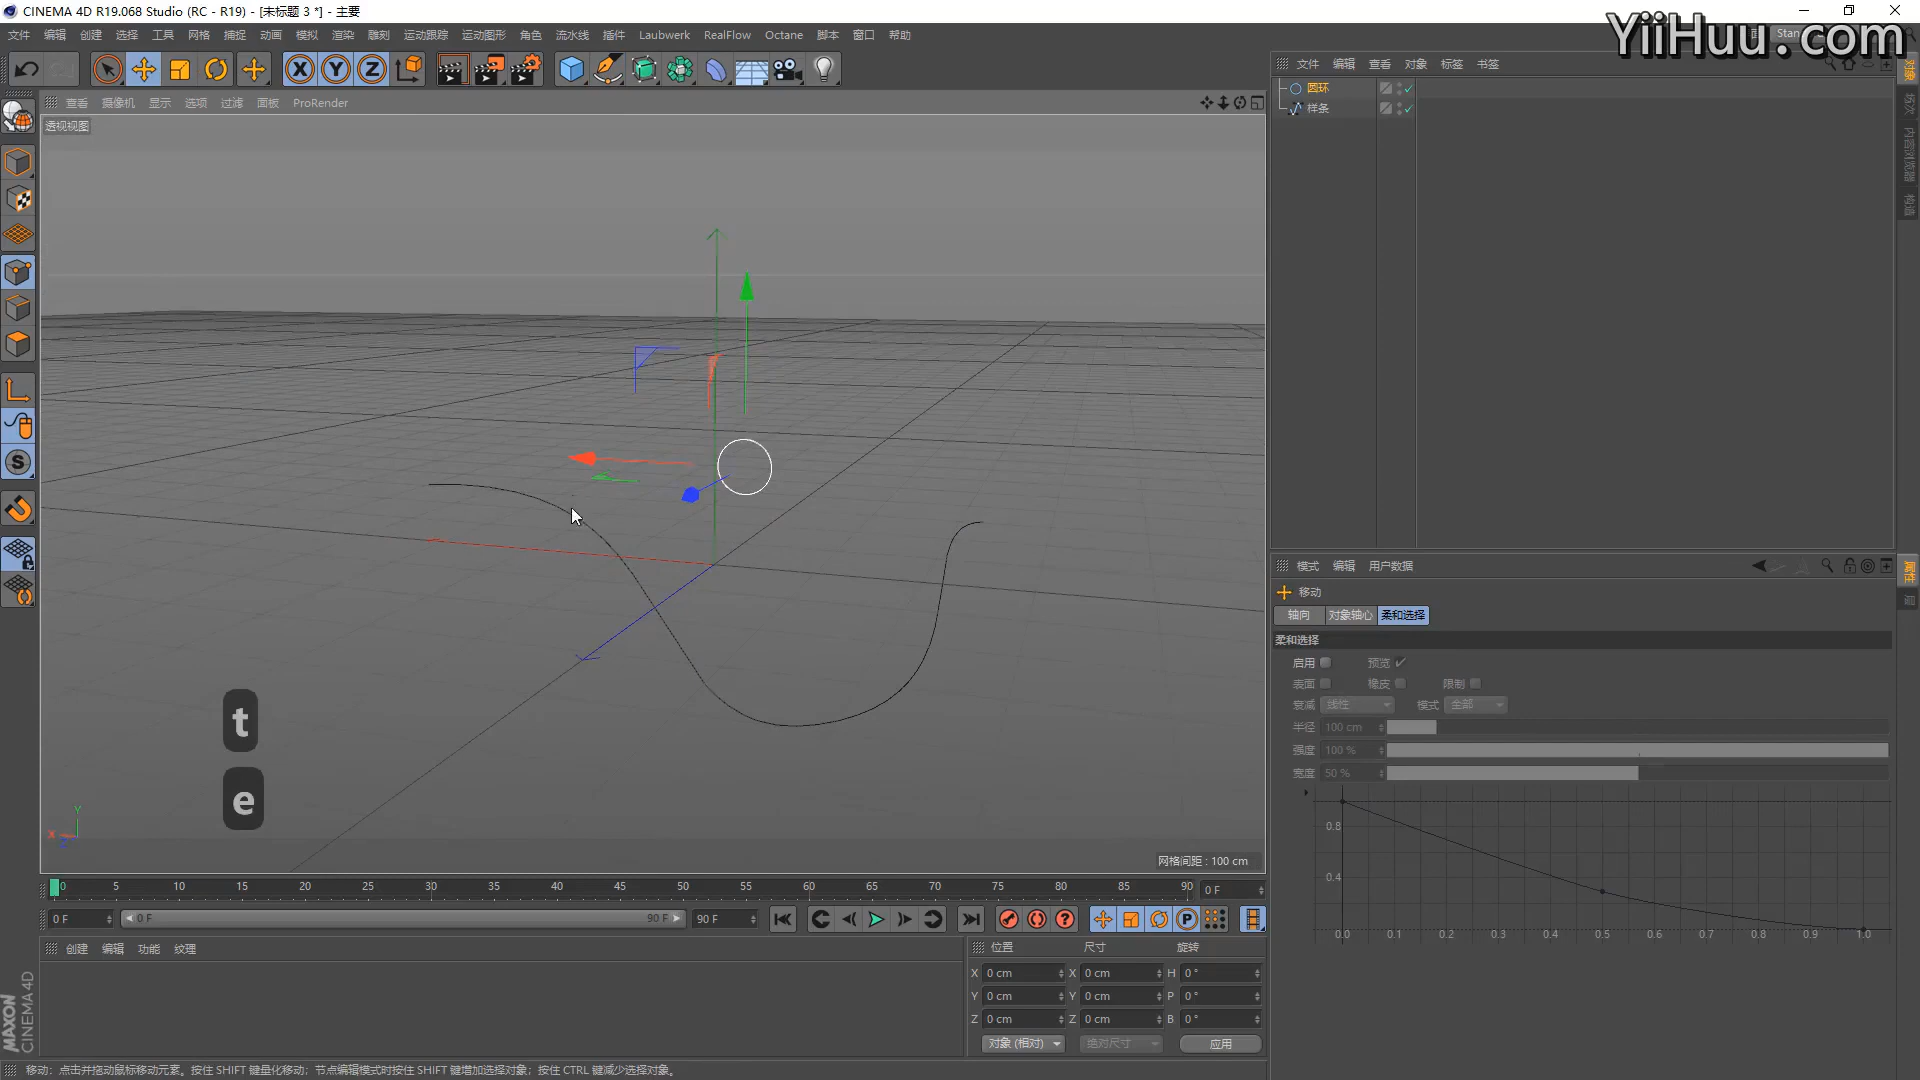 CINEMA 4D R19.068 Studio (RC - R19) - [未标题 3 *] - 主要
YiiHuu.com
文件 编辑 创建 选择 工具 网格 捕捉 动画 模拟 渲染 雕刻 运动跟踪 运动图形 角色 流水线 插件 Laubwerk RealFlow Octane 脚本 窗口 帮助
X Y Z
文件 编辑 查看 对象 标签 书签
对象
场次
内容浏览器
构造
圆环
样条
查看 摄像机 显示 选项 过滤 面板 ProRender
透视视图
S
t
e
Y
X
Z
网格间距 : 100 cm
模式 编辑 用户数据
属性
层
移动
轴向 对象轴心 柔和选择
柔和选择
启用 预览
表面 橡皮 限制
衰减 线性 模式 全部
半径 100 cm
强度 100 %
宽度 50 %
0.8
0.4
0.0 0.1 0.2 0.3 0.4 0.5 0.6 0.7 0.8 0.9 1.0
0 5 10 15 20 25 30 35 40 45 50 55 60 65 70 75 80 85 90 0 F
0 F 0 F 90 F 90 F
创建 编辑 功能 纹理
位置 尺寸 旋转
X 0 cm X 0 cm H 0 °
Y 0 cm Y 0 cm P 0 °
Z 0 cm Z 0 cm B 0 °
对象 (相对) 绝对尺寸 应用
MAXON
CINEMA 4D
移动: 点击并拖动鼠标移动元素。按住 SHIFT 键量化移动; 节点编辑模式时按住 SHIFT 键增加选择对象; 按住 CTRL 键减少选择对象。